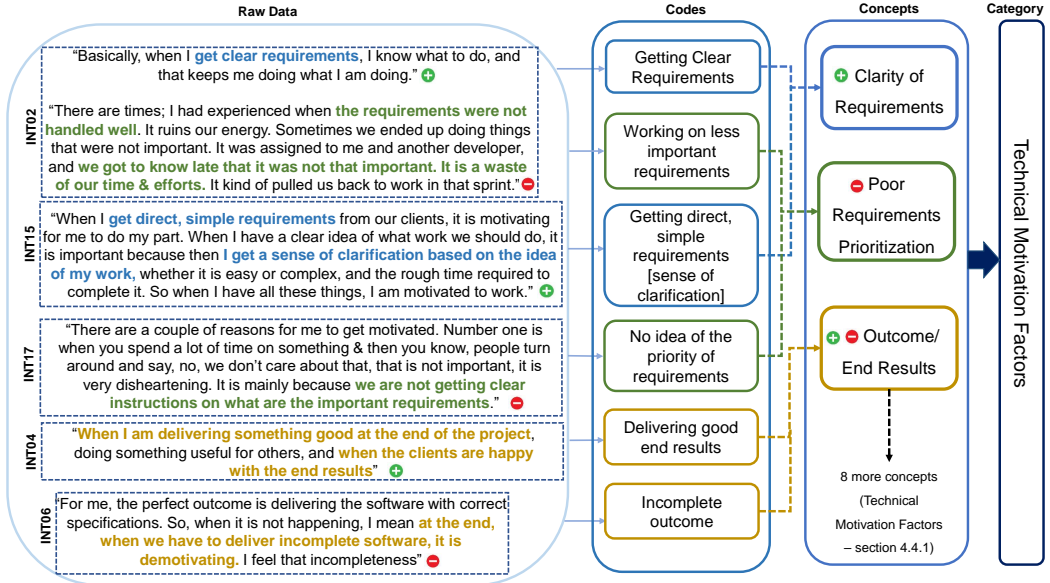 Raw Data
Codes
Concepts
Category
INT02
“Basically, when I get clear requirements, I know what to do, and
that keeps me doing what I am doing.” +
“There are times; I had experienced when the requirements were not
handled well. It ruins our energy. Sometimes we ended up doing things
that were not important. It was assigned to me and another developer,
and we got to know late that it was not that important. It is a waste
of our time & efforts. It kind of pulled us back to work in that sprint.” −
INT15
“When I get direct, simple requirements from our clients, it is motivating
for me to do my part. When I have a clear idea of what work we should do, it
is important because then I get a sense of clarification based on the idea
of my work, whether it is easy or complex, and the rough time required to
complete it. So when I have all these things, I am motivated to work.” +
INT17
“There are a couple of reasons for me to get motivated. Number one is
when you spend a lot of time on something & then you know, people turn
around and say, no, we don’t care about that, that is not important, it is
very disheartening. It is mainly because we are not getting clear
instructions on what are the important requirements.” −
INT04
“When I am delivering something good at the end of the project,
doing something useful for others, and when the clients are happy
with the end results” +
INT06
“For me, the perfect outcome is delivering the software with correct
specifications. So, when it is not happening, I mean at the end,
when we have to deliver incomplete software, it is
demotivating. I feel that incompleteness” −
Getting Clear
Requirements
Working on less
important
requirements
Getting direct,
simple
requirements
[sense of
clarification]
No idea of the
priority of
requirements
Delivering good
end results
Incomplete
outcome
+ Clarity of
Requirements
− Poor
Requirements
Prioritization
+ − Outcome/
End Results
8 more concepts
(Technical
Motivation Factors
– section 4.4.1)
Technical Motivation Factors